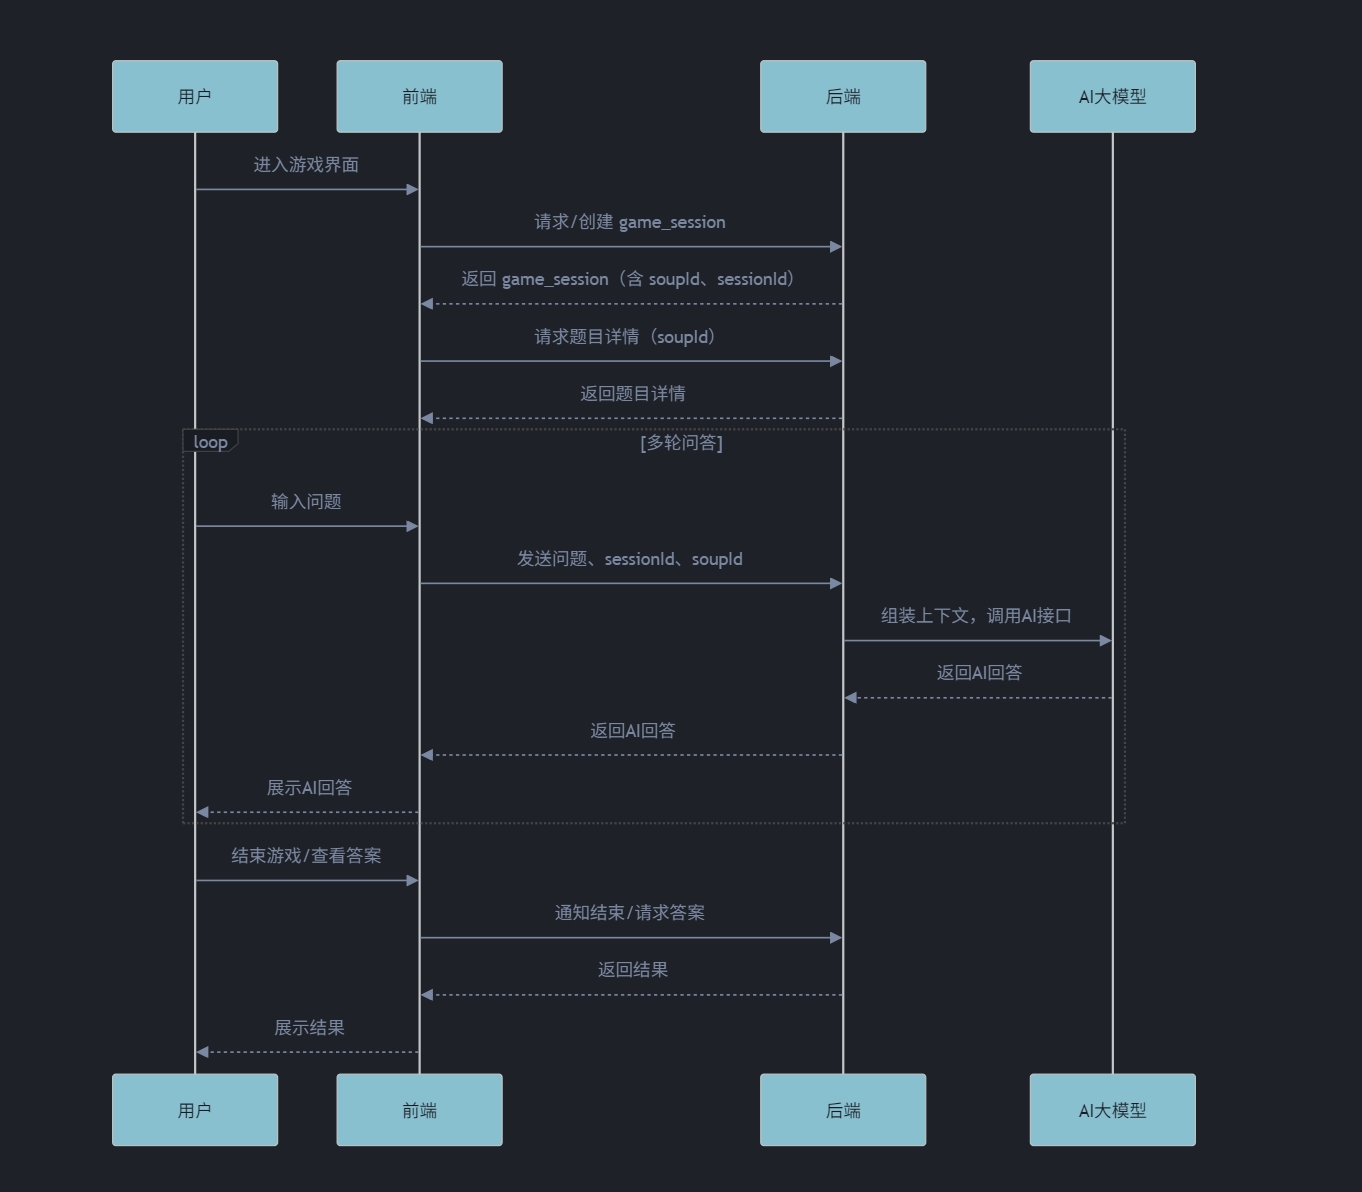 用户
前端
后端
AI大模型
进入游戏界面
请求/创建 game_session
返回 game_session（含 soupId、sessionId）
请求题目详情（soupId）
返回题目详情
loop
[多轮问答]
输入问题
发送问题、sessionId、soupId
组装上下文，调用AI接口
返回AI回答
返回AI回答
展示AI回答
结束游戏/查看答案
通知结束/请求答案
返回结果
展示结果
用户
前端
后端
AI大模型